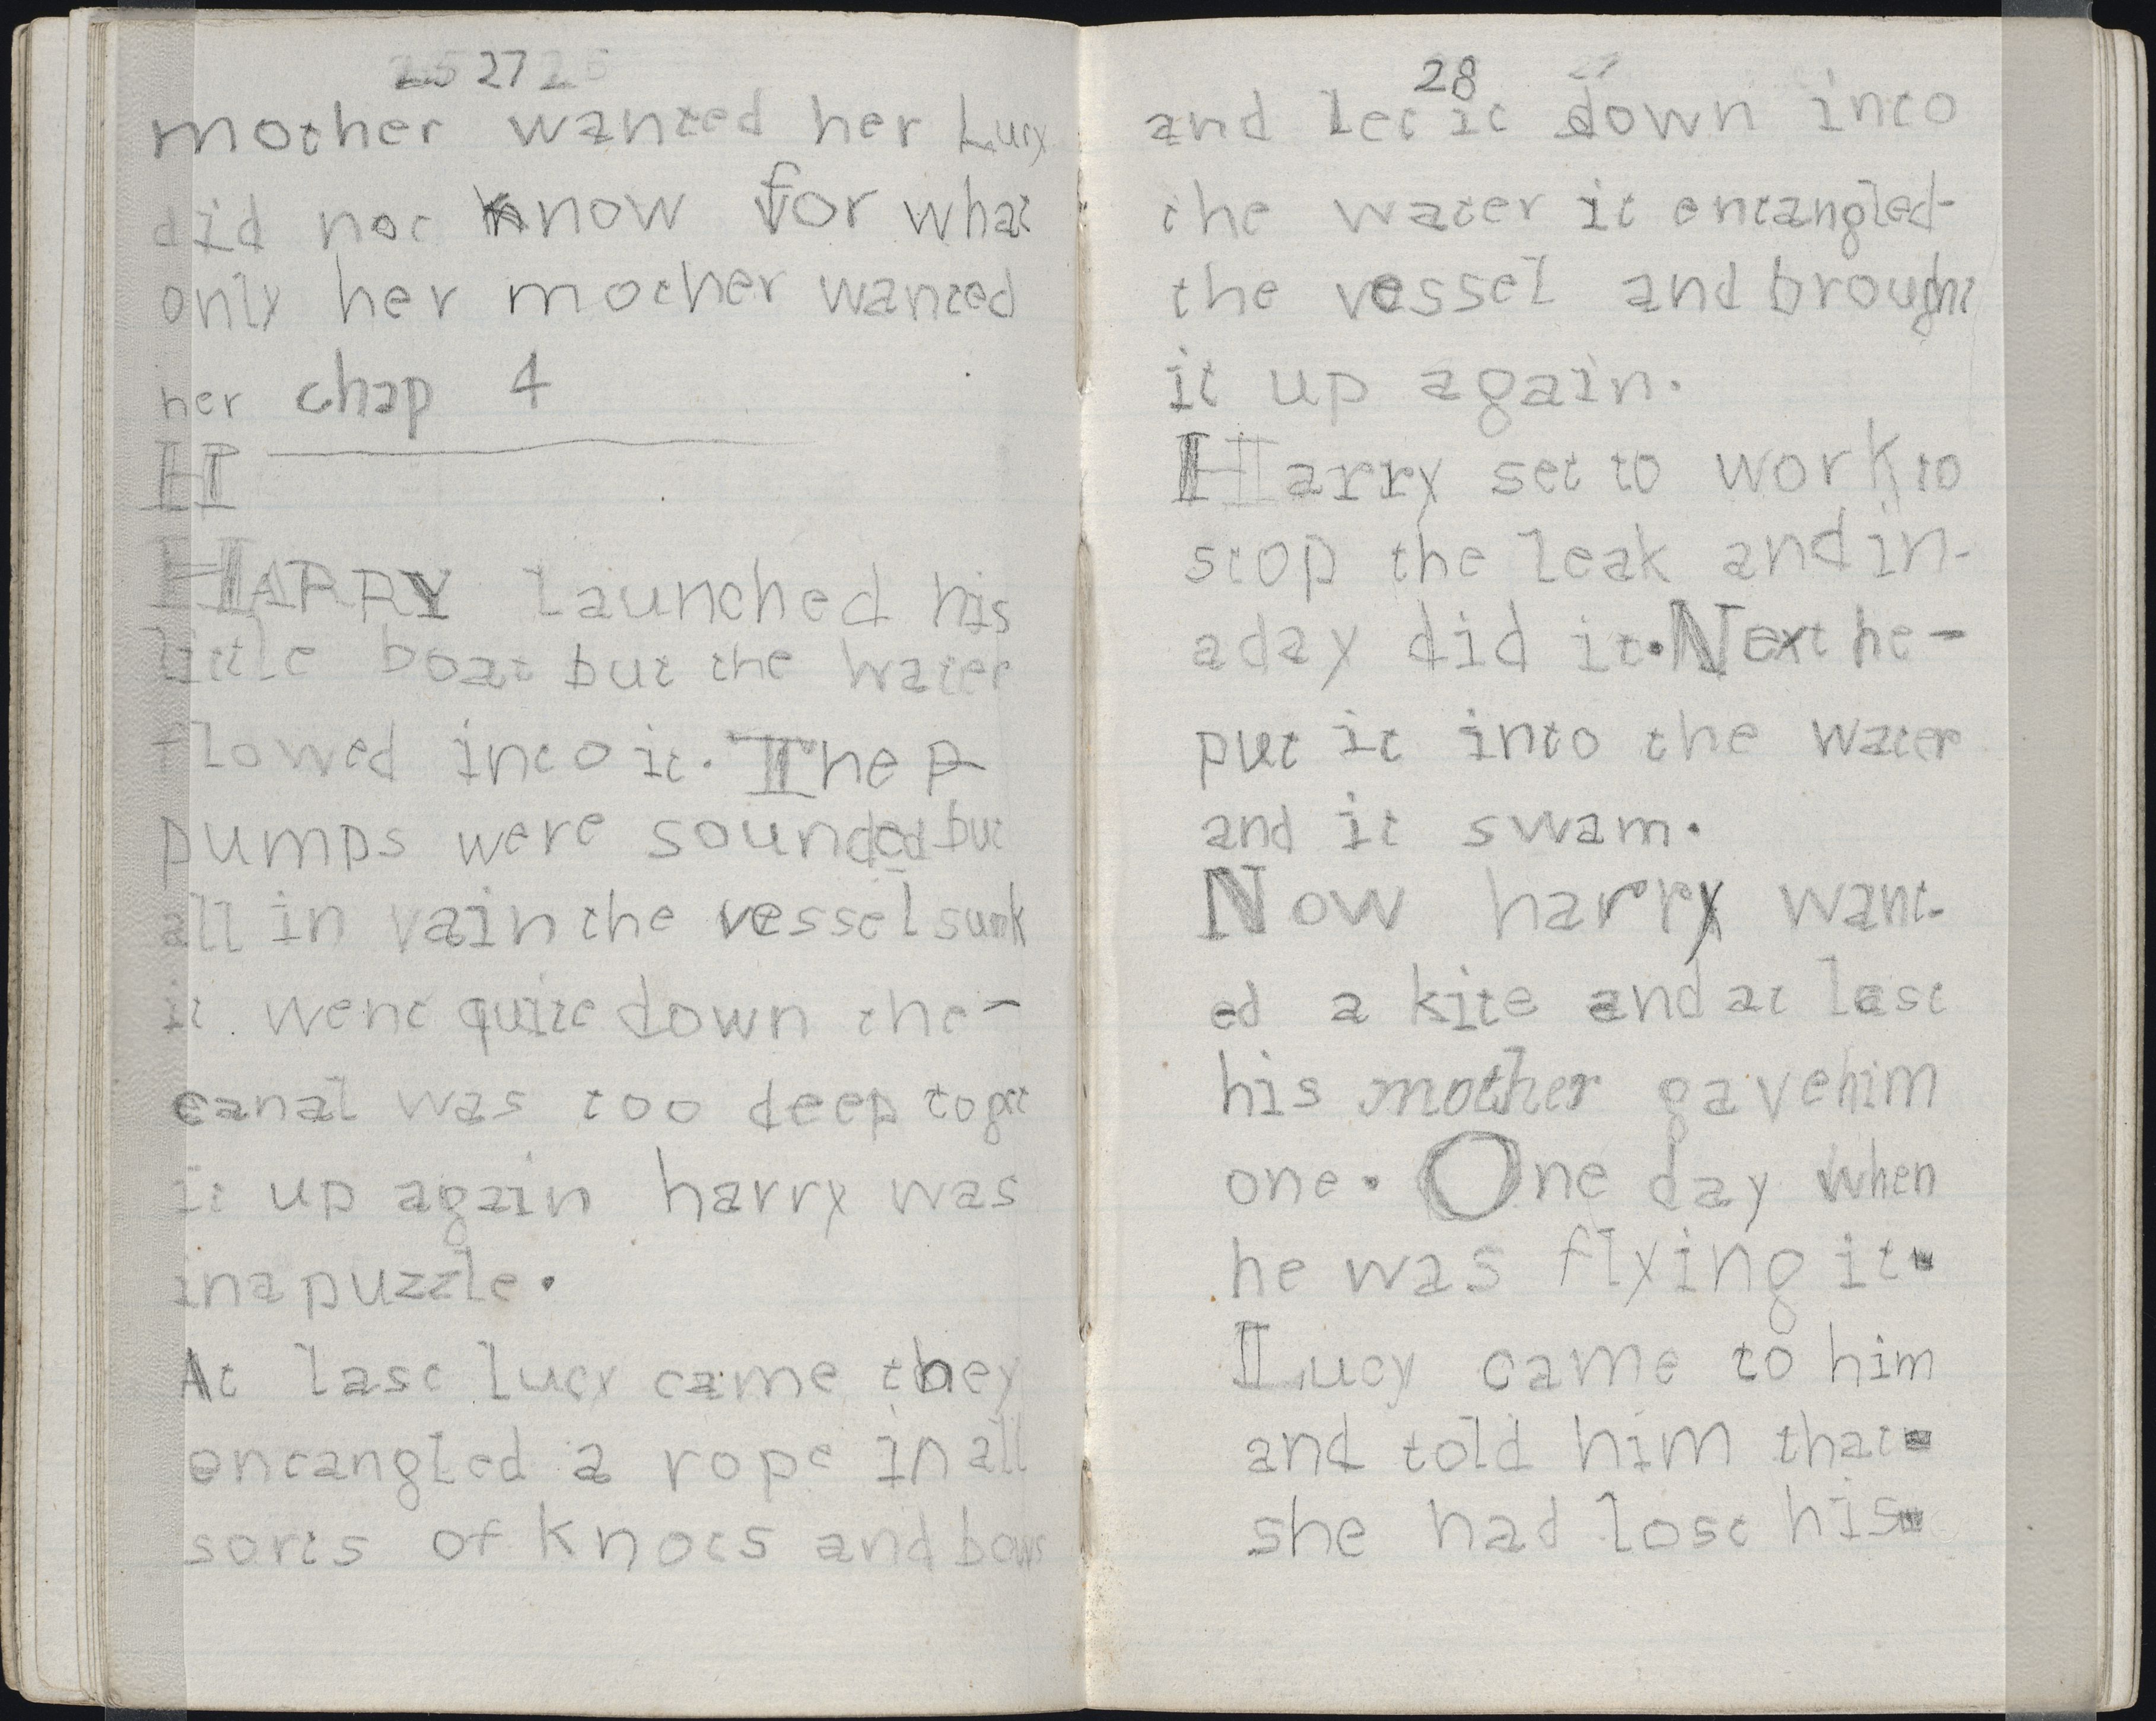 25 27 26
mother wanted her Lucy
did not know for what
only her mother wanted
her chap 4
H
HARRY launched his
little boat but the water
flowed into it. The p
pumps were sounded but
all in vain the vessel sunk
it went quite down the-
canal was too deep to get
it up again harry was
in a puzzle.
At last lucy came they
entangled a rope in all
sorts of knots and bows
28 27
and let it down into
the water it entangled-
the vessel and brought
it up again.
Harry set to work to
stop the leak and in-
a day did it. Next he-
put it into the water
and it swam.
Now harry want-
ed a kite and at last
his mother gave him
one. One day when
he was flying it-
Lucy came to him
and told him that-
she had lost his-